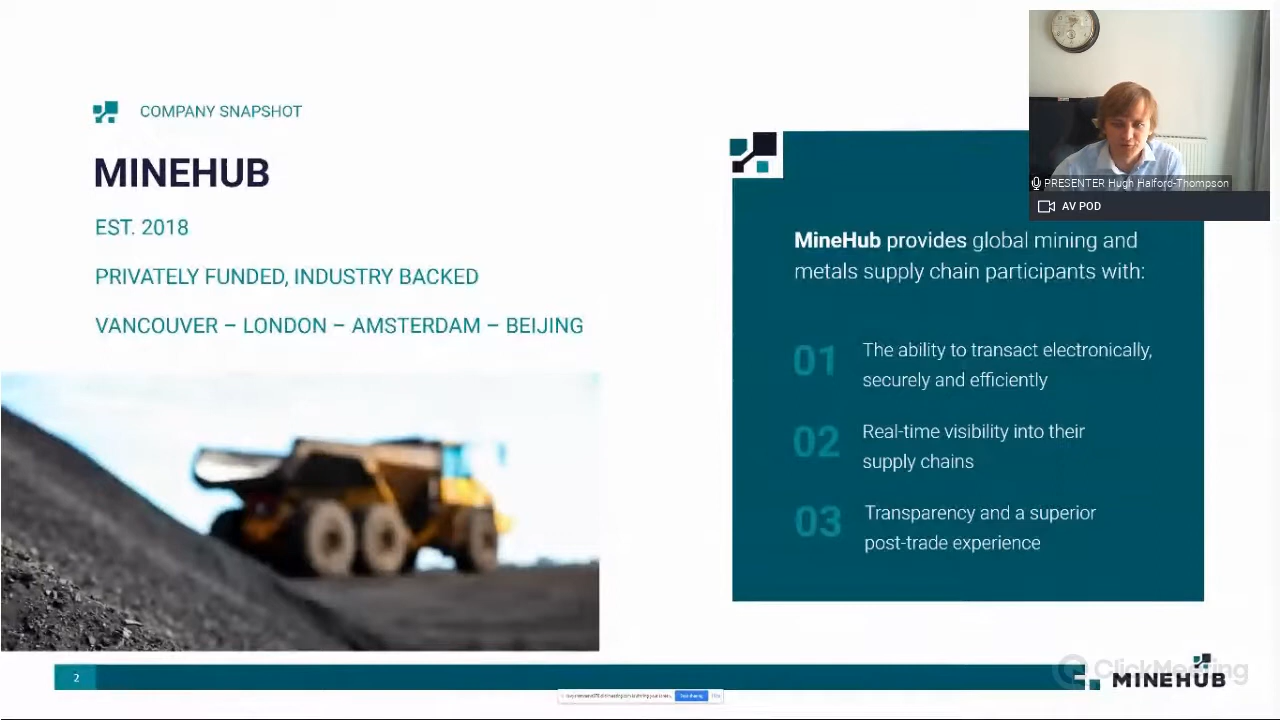 COMPANY SNAPSHOT
MINEHUB
EST. 2018
PRIVATELY FUNDED, INDUSTRY BACKED
VANCOUVER – LONDON – AMSTERDAM – BEIJING
PRESENTER Hugh Halford-Thompson
AV POD
MineHub provides global mining and
metals supply chain participants with:
01 The ability to transact electronically,
securely and efficiently
02 Real-time visibility into their
supply chains
03 Transparency and a superior
post-trade experience
2
ClickMeeting
MINEHUB